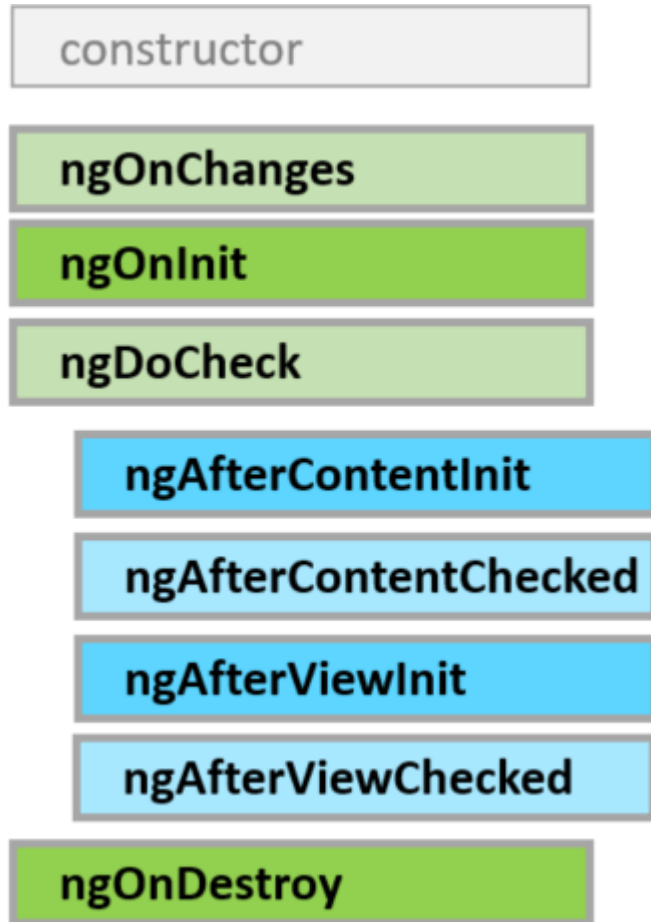 constructor
ngOnChanges
ngOnInit
ngDoCheck
ngAfterContentInit
ngAfterContentChecked
ngAfterViewInit
ngAfterViewChecked
ngOnDestroy